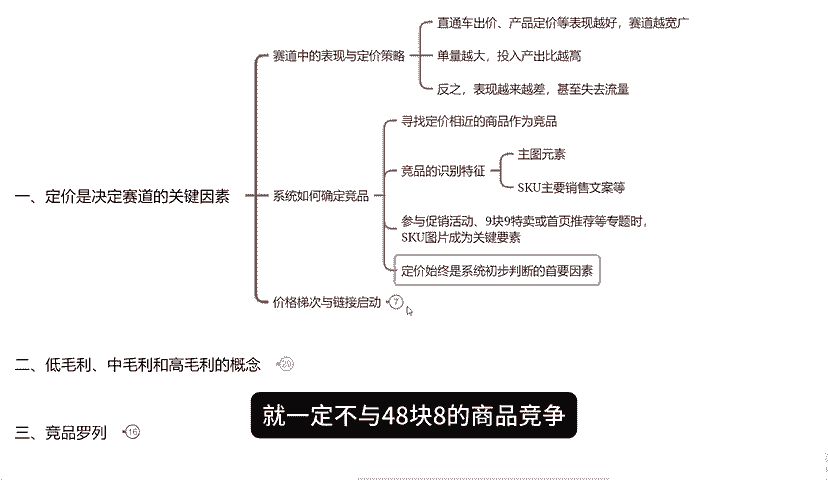 直通车出价、产品定价等表现越好，赛道越宽广
赛道中的表现与定价策略
单量越大，投入产出比越高
反之，表现越来越差，甚至失去流量
寻找定价相近的商品作为竞品
主图元素
竞品的识别特征
SKU主要销售文案等
一、定价是决定赛道的关键因素
系统如何确定竞品
参与促销活动、9块9特卖或首页推荐等专题时，
SKU图片成为关键要素
定价始终是系统初步判断的首要因素
价格梯次与链接启动
7
二、低毛利、中毛利和高毛利的概念
20
就一定不与48块8的商品竞争
三、竞品罗列
16